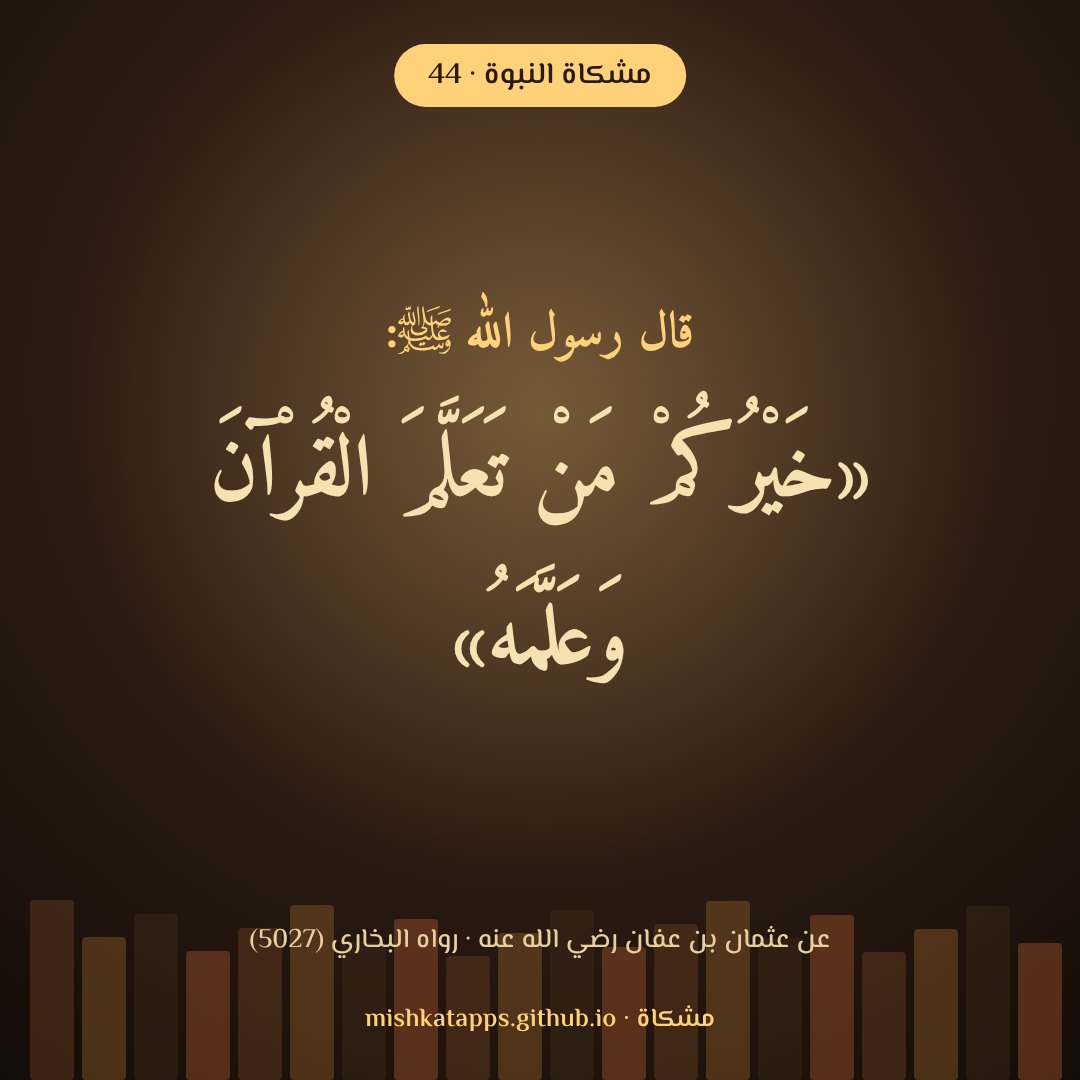 مشكاة النبوة · 44
قال رسول الله ﷺ:
«خَيْرُكُمْ مَنْ تَعَلَّمَ الْقُرْآنَ
وَعَلَّمَهُ»
عن عثمان بن عفان رضي الله عنه · رواه البخاري (5027)
مشكاة · mishkatapps.github.io